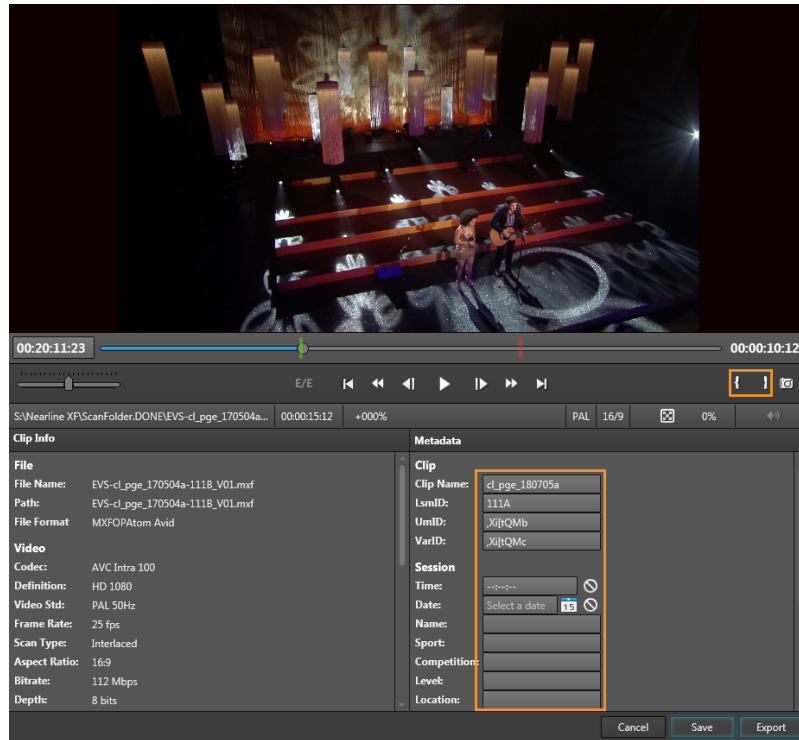 00:20:11:23
00:00:10:12
E/E
{ }
S:\Nearline XF\ScanFolder.DONE\EVS-cl_pge_170504a... 00:00:15:12 +000% PAL 16/9 0%
Clip Info
File
File Name: EVS-cl_pge_170504a-111B_V01.mxf
Path: EVS-cl_pge_170504a-111B_V01.mxf
File Format MXFOPAtom Avid
Video
Codec: AVC Intra 100
Definition: HD 1080
Video Std: PAL 50Hz
Frame Rate: 25 fps
Scan Type: Interlaced
Aspect Ratio: 16:9
Bitrate: 112 Mbps
Depth: 8 bits
Metadata
Clip
Clip Name: cl_pge_180705a
LsmID: 111A
UmID: ,Xi[tQMb
VarID: ,Xi[tQMc
Session
Time: --:--:--
Date: Select a date 15
Name:
Sport:
Competition:
Level:
Location:
Cancel Save Export